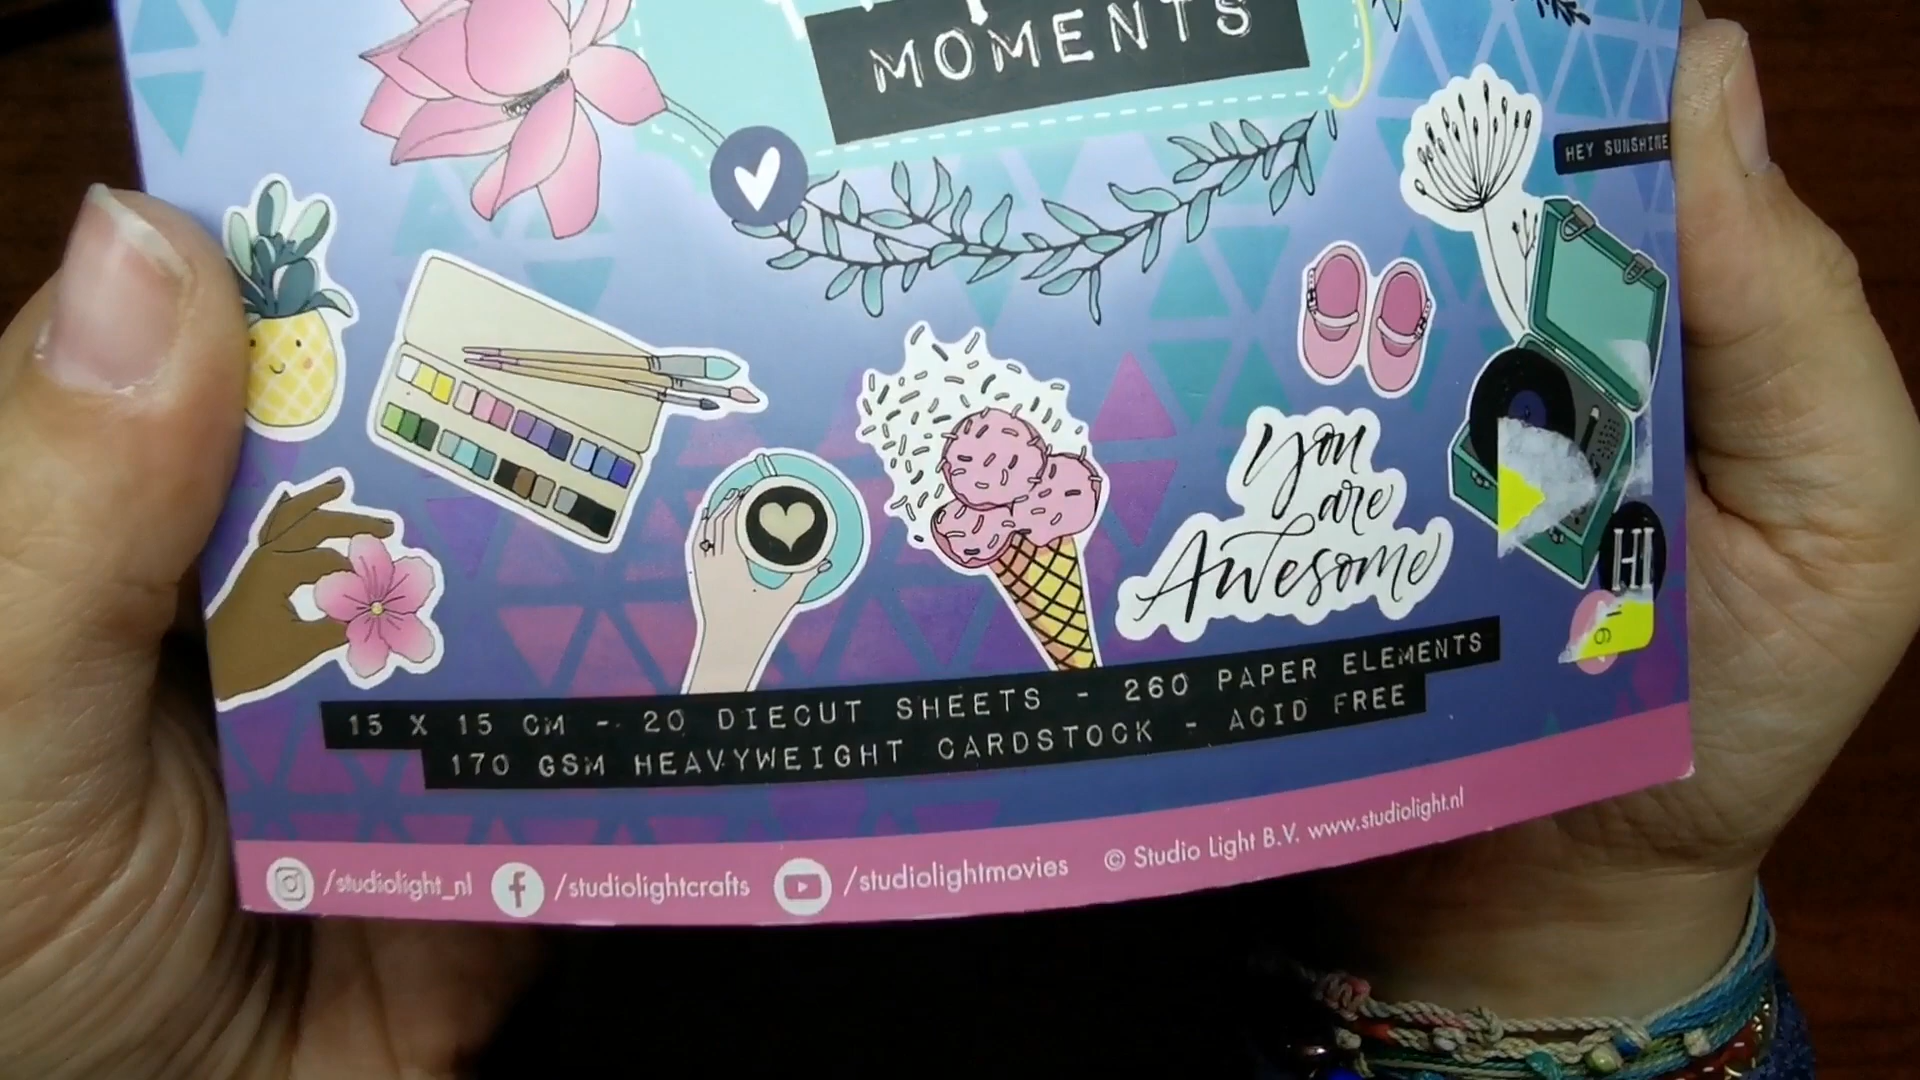 MOMENTS
HEY SUNSHINE
You
are
Awesome
HI
15 X 15 CM - 20 DIECUT SHEETS - 260 PAPER ELEMENTS
170 GSM HEAVYWEIGHT CARDSTOCK - ACID FREE
/studiolight_nl /studiolightcrafts /studiolightmovies © Studio Light B.V. www.studiolight.nl